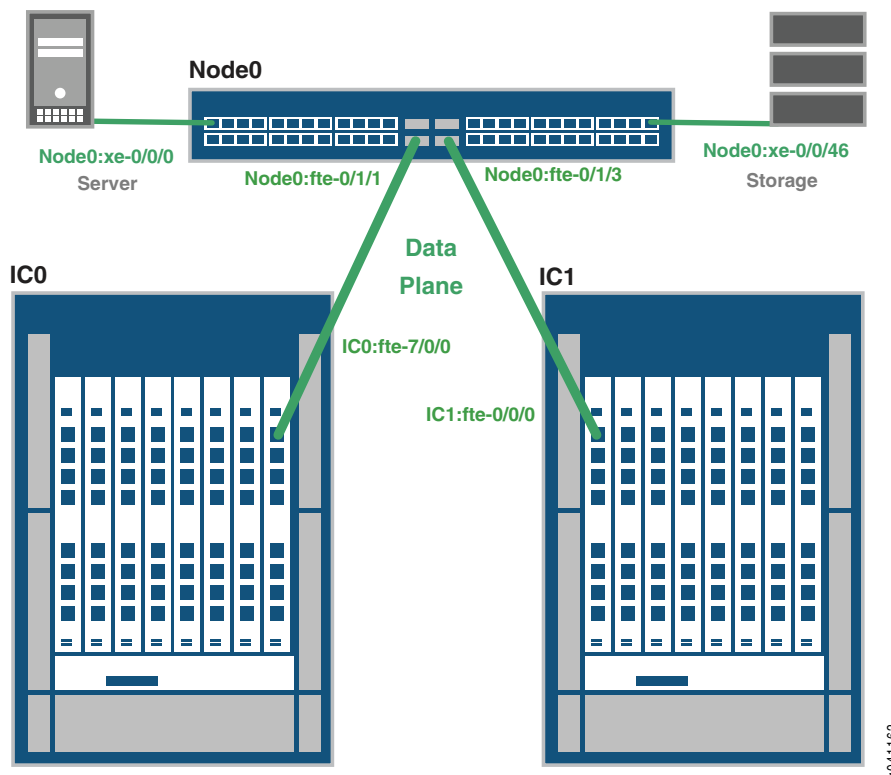 Node0
Node0:xe-0/0/0
Server
Node0:fte-0/1/1
Node0:fte-0/1/3
Node0:xe-0/0/46
Storage
Data
Plane
IC0
IC1
IC0:fte-7/0/0
IC1:fte-0/0/0